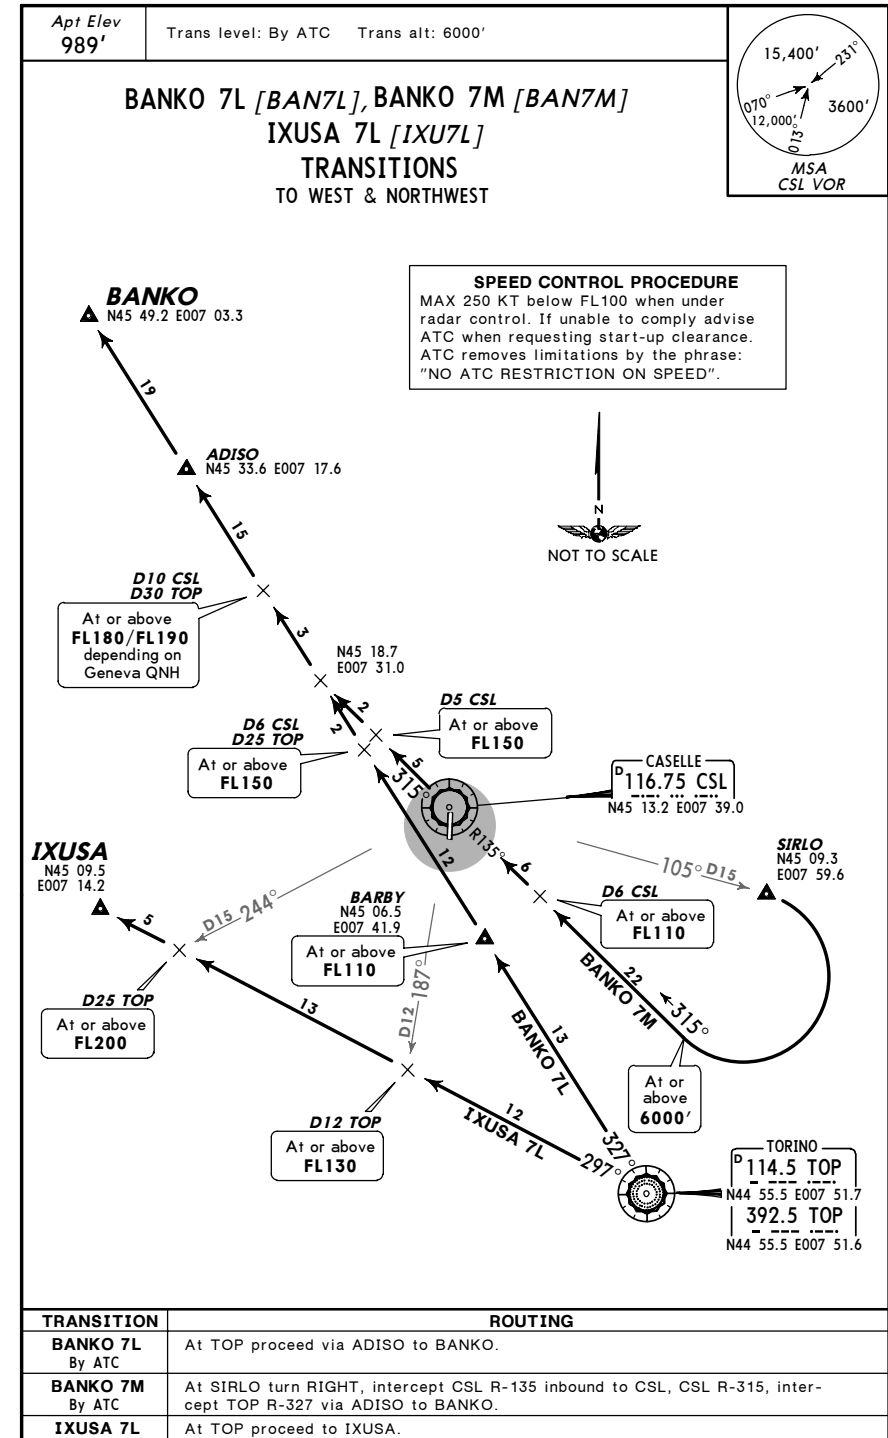 Apt Elev
989'
Trans level: By ATC Trans alt: 6000'
15,400'
231°
070°
3600'
12,000'
013°
MSA
CSL VOR
BANKO 7L [BAN7L], BANKO 7M [BAN7M]
IXUSA 7L [IXU7L]
TRANSITIONS
TO WEST & NORTHWEST
SPEED CONTROL PROCEDURE
MAX 250 KT below FL100 when under
radar control. If unable to comply advise
ATC when requesting start-up clearance.
ATC removes limitations by the phrase:
"NO ATC RESTRICTION ON SPEED".
BANKO
N45 49.2 E007 03.3
19
ADISO
N45 33.6 E007 17.6
N
NOT TO SCALE
15
D10 CSL
D30 TOP
At or above
FL180/FL190
depending on
Geneva QNH
3
N45 18.7
E007 31.0
2
2
D5 CSL
At or above
FL150
D6 CSL
D25 TOP
At or above
FL150
5
315°
CASELLE
D 116.75 CSL
N45 13.2 E007 39.0
R135°
6
12
105° D15
SIRLO
N45 09.3
E007 59.6
IXUSA
N45 09.5
E007 14.2
5
D15 244°
BARBY
N45 06.5
E007 41.9
At or above
FL110
D6 CSL
At or above
FL110
D25 TOP
At or above
FL200
13
D12 187°
22
BANKO 7M
315°
13
BANKO 7L
At or
above
6000'
D12 TOP
At or above
FL130
12
IXUSA 7L
297°
327°
TORINO
D 114.5 TOP
N44 55.5 E007 51.7
392.5 TOP
N44 55.5 E007 51.6
TRANSITION ROUTING
BANKO 7L
By ATC
At TOP proceed via ADISO to BANKO.
BANKO 7M
By ATC
At SIRLO turn RIGHT, intercept CSL R-135 inbound to CSL, CSL R-315, inter-
cept TOP R-327 via ADISO to BANKO.
IXUSA 7L
At TOP proceed to IXUSA.